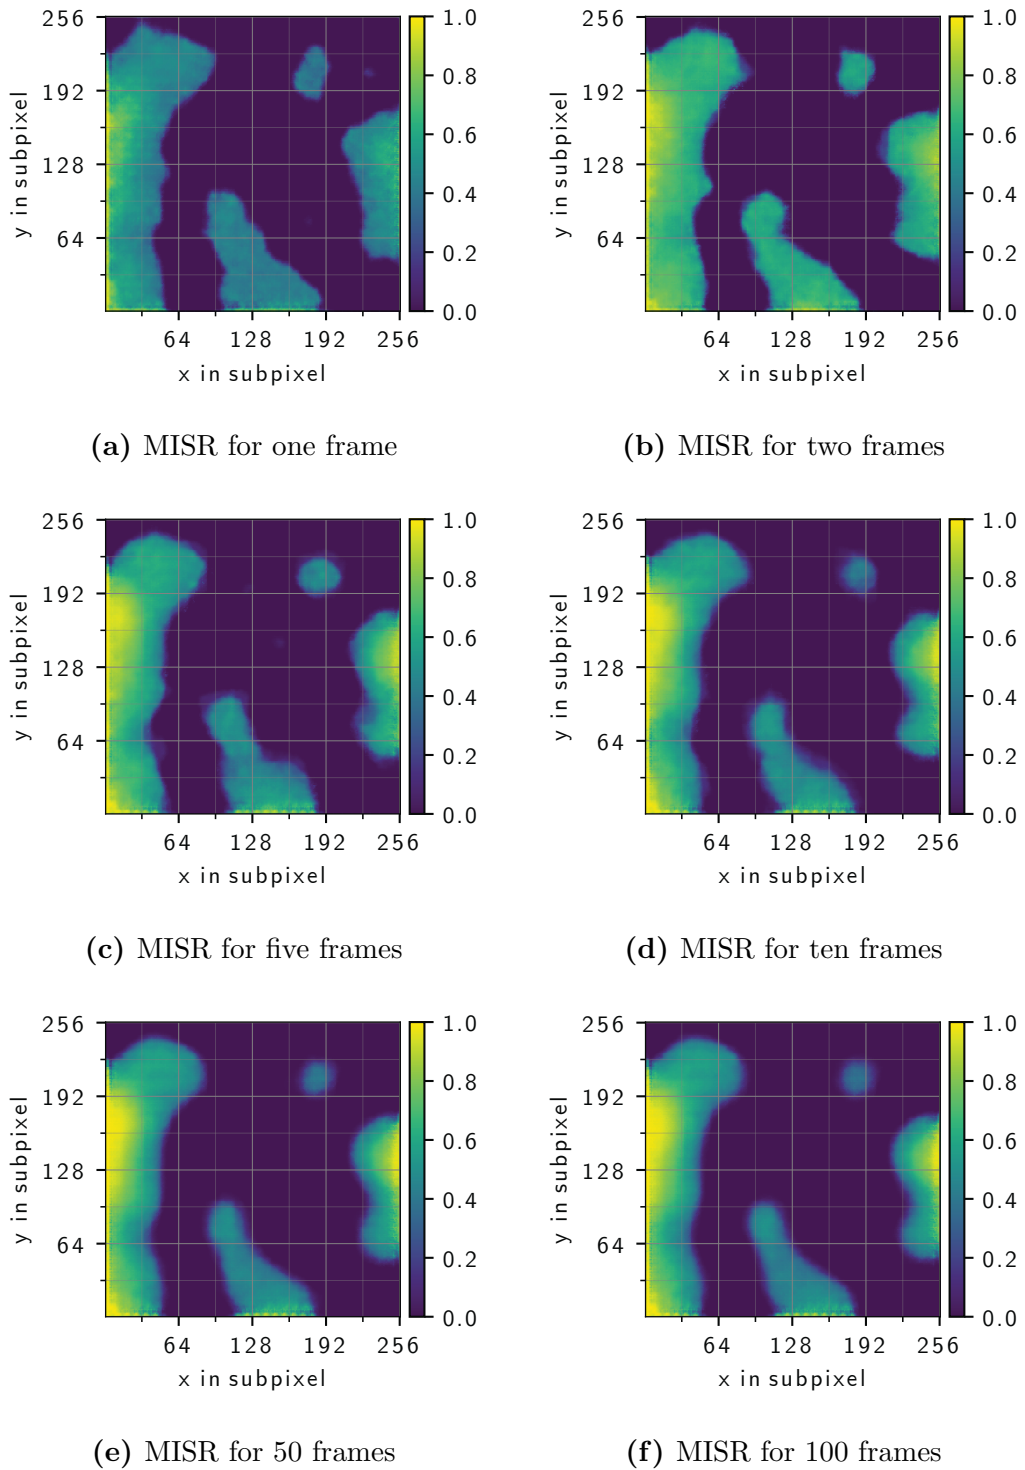 256
192
128
64
y in subpixel
64 128 192 256
x in subpixel
1.0
0.8
0.6
0.4
0.2
0.0
(a) MISR for one frame
256
192
128
64
y in subpixel
64 128 192 256
x in subpixel
1.0
0.8
0.6
0.4
0.2
0.0
(b) MISR for two frames
256
192
128
64
y in subpixel
64 128 192 256
x in subpixel
1.0
0.8
0.6
0.4
0.2
0.0
(c) MISR for five frames
256
192
128
64
y in subpixel
64 128 192 256
x in subpixel
1.0
0.8
0.6
0.4
0.2
0.0
(d) MISR for ten frames
256
192
128
64
y in subpixel
64 128 192 256
x in subpixel
1.0
0.8
0.6
0.4
0.2
0.0
(e) MISR for 50 frames
256
192
128
64
y in subpixel
64 128 192 256
x in subpixel
1.0
0.8
0.6
0.4
0.2
0.0
(f) MISR for 100 frames